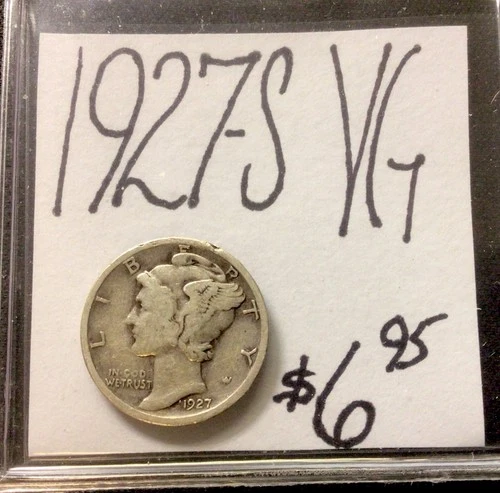 1927-S VG
LIBERTY
IN GOD
WE TRUST
1927
$6 95